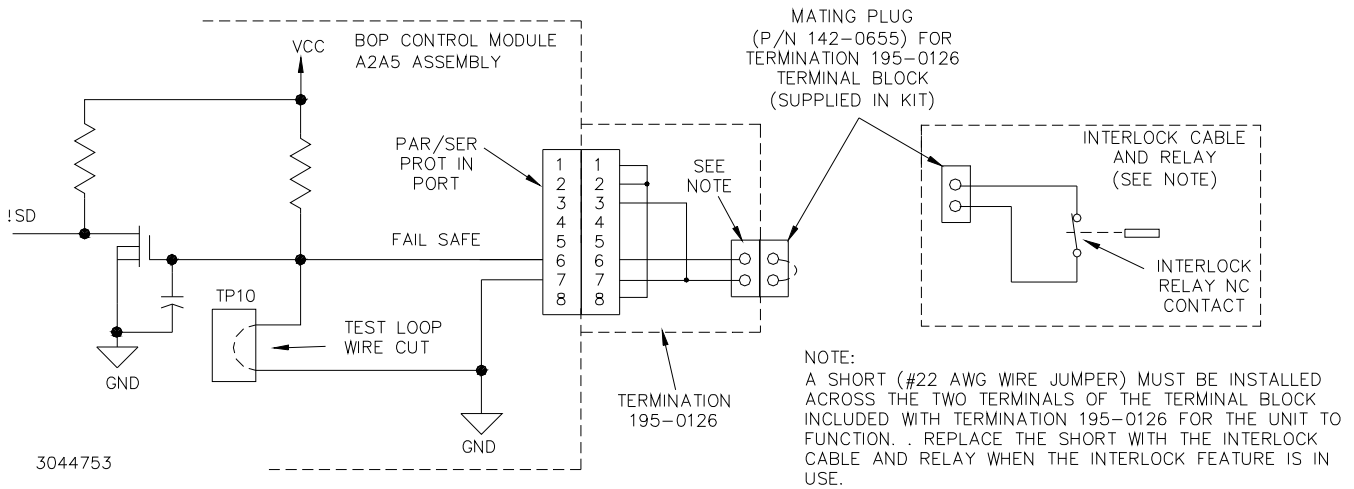 MATING PLUG
(P/N 142-0655) FOR
TERMINATION 195-0126
TERMINAL BLOCK
(SUPPLIED IN KIT)
VCC
BOP CONTROL MODULE
A2A5 ASSEMBLY
PAR/SER
PROT IN
PORT
SEE
NOTE
INTERLOCK CABLE
AND RELAY
(SEE NOTE)
!SD
FAIL SAFE
1
2
3
4
5
6
7
8
1
2
3
4
5
6
7
8
INTERLOCK
RELAY NC
CONTACT
TP10
TEST LOOP
WIRE CUT
GND
GND
TERMINATION
195-0126
NOTE:
A SHORT (#22 AWG WIRE JUMPER) MUST BE INSTALLED
ACROSS THE TWO TERMINALS OF THE TERMINAL BLOCK
INCLUDED WITH TERMINATION 195-0126 FOR THE UNIT TO
FUNCTION. . REPLACE THE SHORT WITH THE INTERLOCK
CABLE AND RELAY WHEN THE INTERLOCK FEATURE IS IN
USE.
3044753